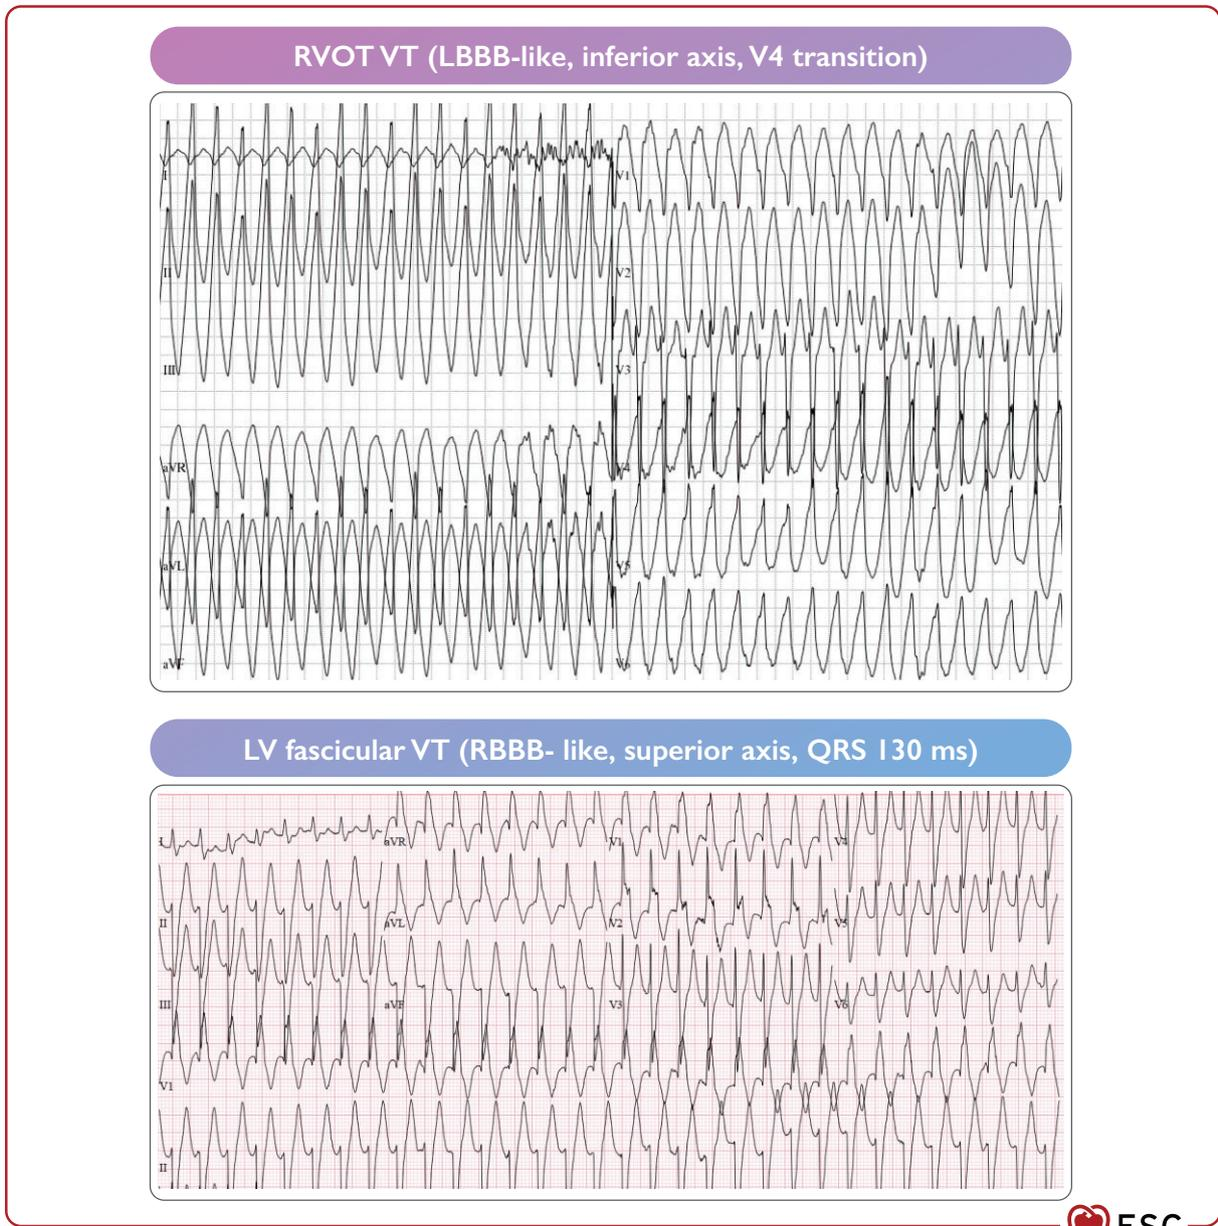 RVOT VT (LBBB-like, inferior axis, V4 transition)
I
V1
II
V2
III
V3
aVR
V4
aVL
V5
aVF
V6
LV fascicular VT (RBBB- like, superior axis, QRS 130 ms)
I
aVR
V1
V4
II
aVL
V2
V5
III
aVF
V3
V6
V1
II
ESC